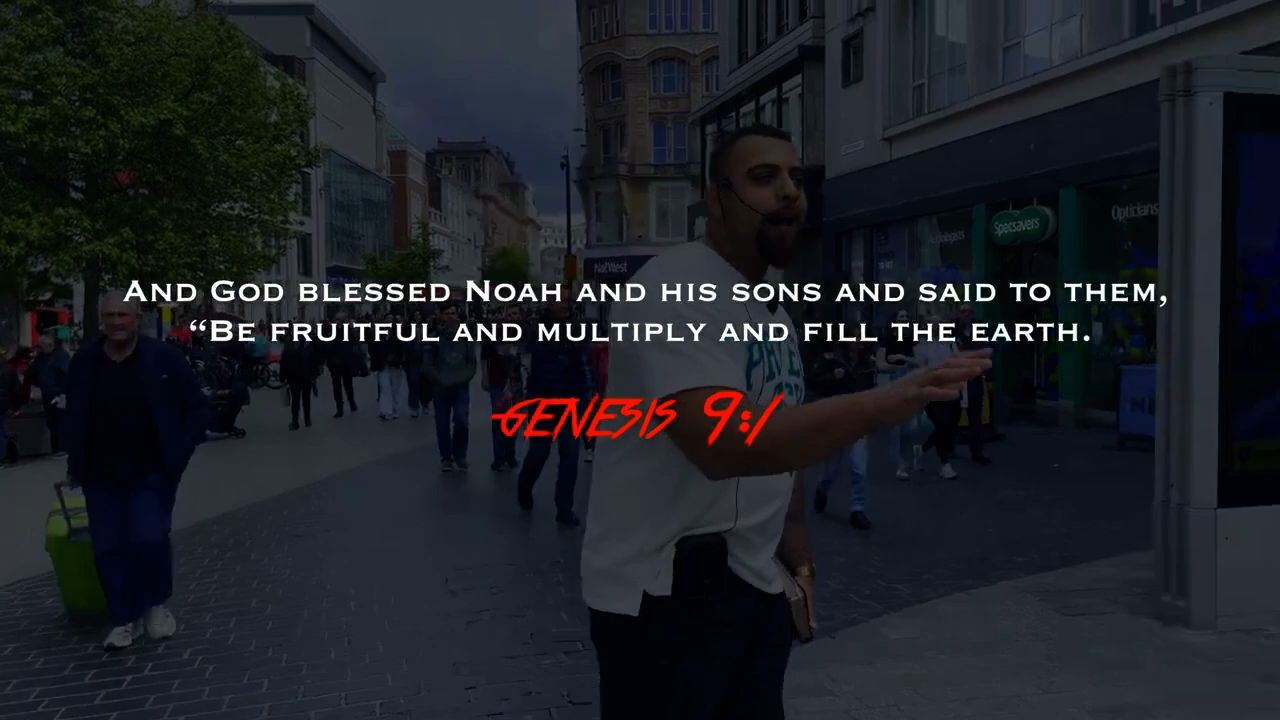 NatWest
Audiologists
Specsavers
Opticians
And God blessed Noah and his sons and said to them,
“Be fruitful and multiply and fill the earth.
Genesis 9:1